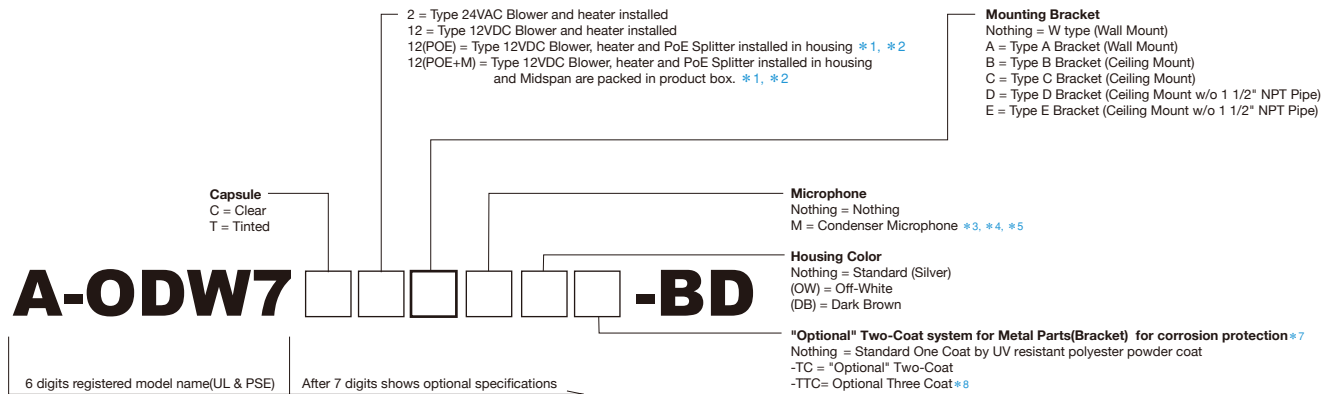 2 = Type 24VAC Blower and heater installed
12 = Type 12VDC Blower and heater installed
12(POE) = Type 12VDC Blower, heater and PoE Splitter installed in housing *1, *2
12(POE+M) = Type 12VDC Blower, heater and PoE Splitter installed in housing
and Midspan are packed in product box. *1, *2
Mounting Bracket
Nothing = W type (Wall Mount)
A = Type A Bracket (Wall Mount)
B = Type B Bracket (Ceiling Mount)
C = Type C Bracket (Ceiling Mount)
D = Type D Bracket (Ceiling Mount w/o 1 1/2" NPT Pipe)
E = Type E Bracket (Ceiling Mount w/o 1 1/2" NPT Pipe)
Capsule
C = Clear
T = Tinted
Microphone
Nothing = Nothing
M = Condenser Microphone *3, *4, *5
Housing Color
Nothing = Standard (Silver)
(OW) = Off-White
(DB) = Dark Brown
A-ODW7 -BD
"Optional" Two-Coat system for Metal Parts(Bracket) for corrosion protection*7
Nothing = Standard One Coat by UV resistant polyester powder coat
-TC = "Optional" Two-Coat
-TTC= Optional Three Coat*8
6 digits registered model name(UL & PSE)
After 7 digits shows optional specifications